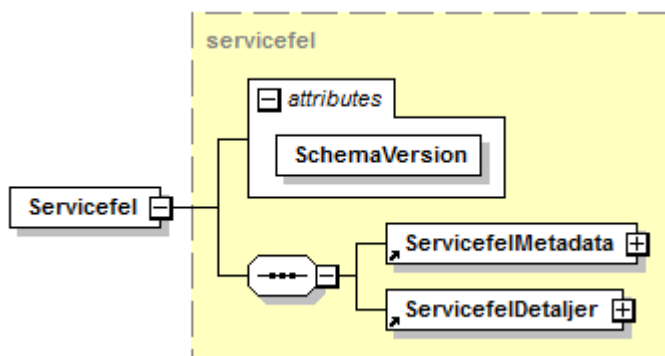 servicefel
attributes
SchemaVersion
Servicefel
ServicefelMetadata
ServicefelDetaljer